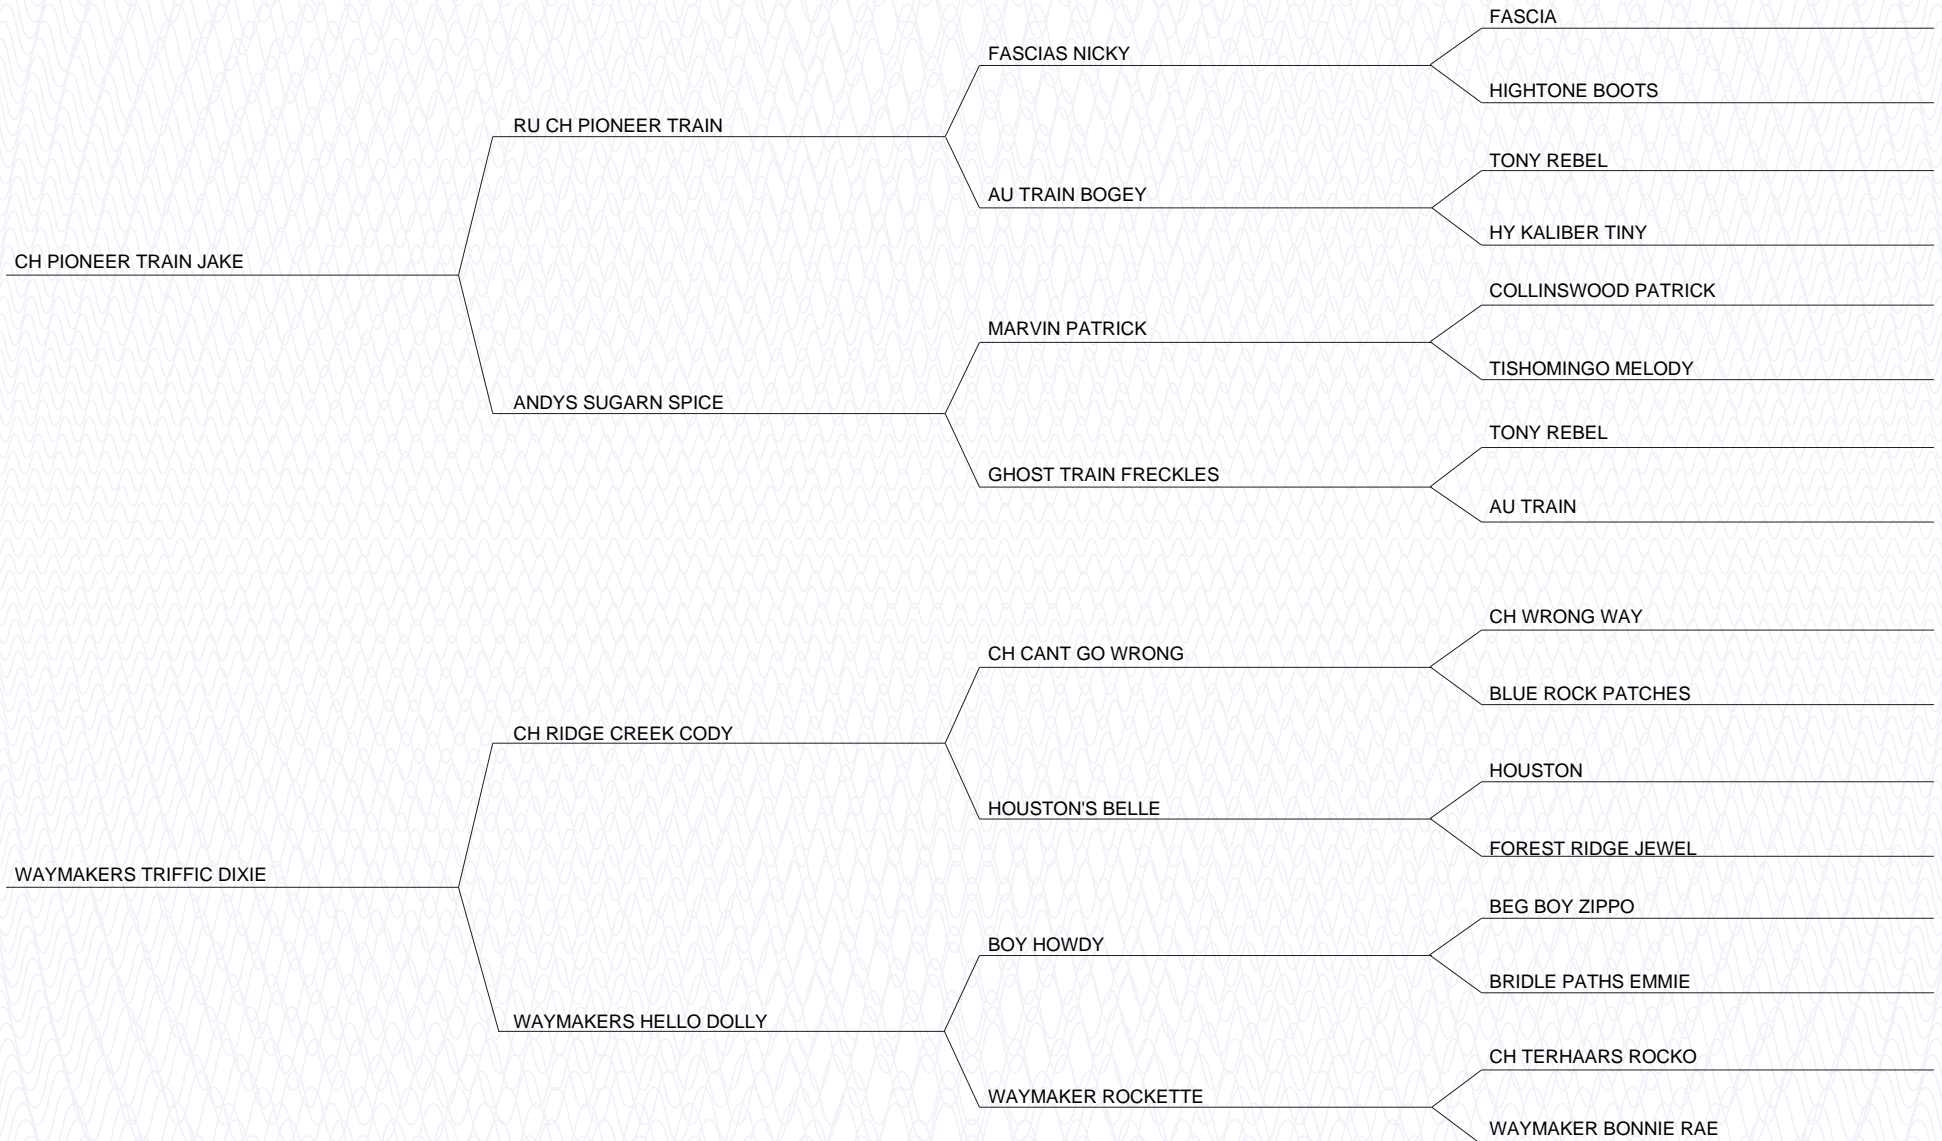 FASCIA
FASCIAS NICKY
HIGHTONE BOOTS
RU CH PIONEER TRAIN
TONY REBEL
AU TRAIN BOGEY
HY KALIBER TINY
CH PIONEER TRAIN JAKE
COLLINSWOOD PATRICK
MARVIN PATRICK
TISHOMINGO MELODY
ANDYS SUGARN SPICE
TONY REBEL
GHOST TRAIN FRECKLES
AU TRAIN
CH WRONG WAY
CH CANT GO WRONG
BLUE ROCK PATCHES
CH RIDGE CREEK CODY
HOUSTON
HOUSTON'S BELLE
FOREST RIDGE JEWEL
WAYMAKERS TRIFFIC DIXIE
BEG BOY ZIPPO
BOY HOWDY
BRIDLE PATHS EMMIE
WAYMAKERS HELLO DOLLY
CH TERHAARS ROCKO
WAYMAKER ROCKETTE
WAYMAKER BONNIE RAE